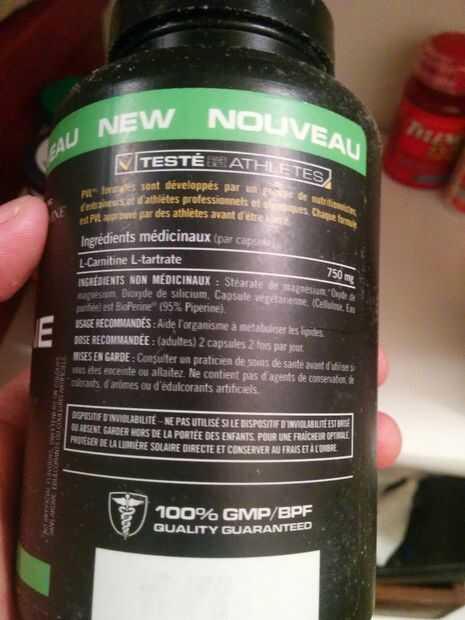 EAU NEW NOUVEAU
TESTÉ PAR DES ATHLÈTES
PVL formules sont développés par un groupe de nutritionnistes,
d'entraîneurs et d'athlètes professionnels et olympiques. Chaque formule
est PVL approuvé par des athlètes avant d'être
Ingrédients médicinaux (par capsule)
L-Carnitine L-tartrate 750 mg
INGRÉDIENTS NON MÉDICINAUX : Stéarate de magnésium, Oxyde de
magnésium, Dioxyde de silicium, Capsule végétarienne, (Cellulose, Eau
purifiée) est BioPerine® (95% Piperine).
USAGE RECOMMANDÉS : Aide l'organisme à métaboliser les lipides.
DOSE RECOMMANDÉE : (adultes) 2 capsules 2 fois par jour.
MISES EN GARDE : Consulter un praticien de soins de santé avant d'utiliser si
vous êtes enceinte ou allaitez. Ne contient pas d'agents de conservation, de
colorants, d'arômes ou d'édulcorants artificiels.
DISPOSITIF D'INVIOLABILITÉ – NE PAS UTILISÉ SI LE DISPOSITIF D'INVIOLABILITÉ EST BRISÉ
OU ABSENT. GARDER HORS DE LA PORTÉE DES ENFANTS. POUR UNE FRAÎCHEUR OPTIMALE,
PROTÉGER DE LA LUMIÈRE SOLAIRE DIRECTE ET CONSERVER AU FRAIS ET À L'OMBRE.
100% GMP/BPF
QUALITY GUARANTEED